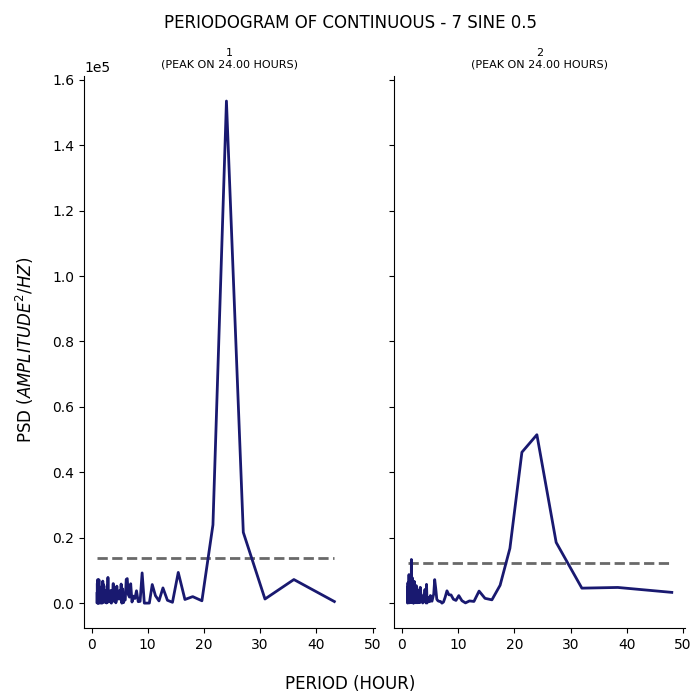 PERIODOGRAM OF CONTINUOUS - 7 SINE 0.5
1
(PEAK ON 24.00 HOURS)
2
(PEAK ON 24.00 HOURS)
1e5
1.6
1.4
1.2
1.0
0.8
0.6
0.4
0.2
0.0
PSD (AMPLITUDE²/HZ)
0 10 20 30 40 50
0 10 20 30 40 50
PERIOD (HOUR)